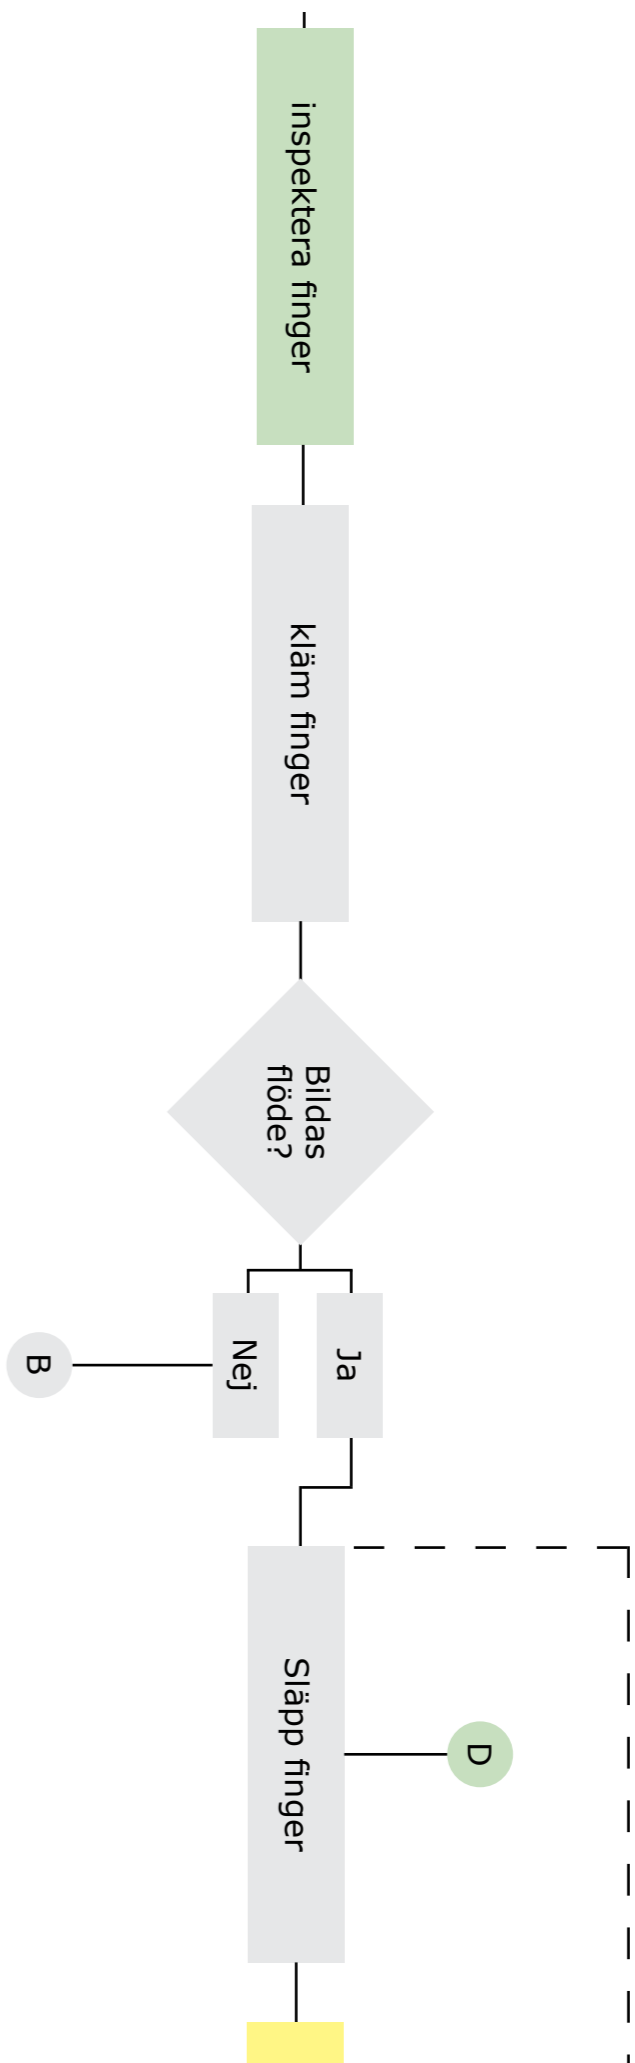 inspektera finger
kläm finger
Bildas
flöde?
Ja
Nej
B
Släpp finger
D